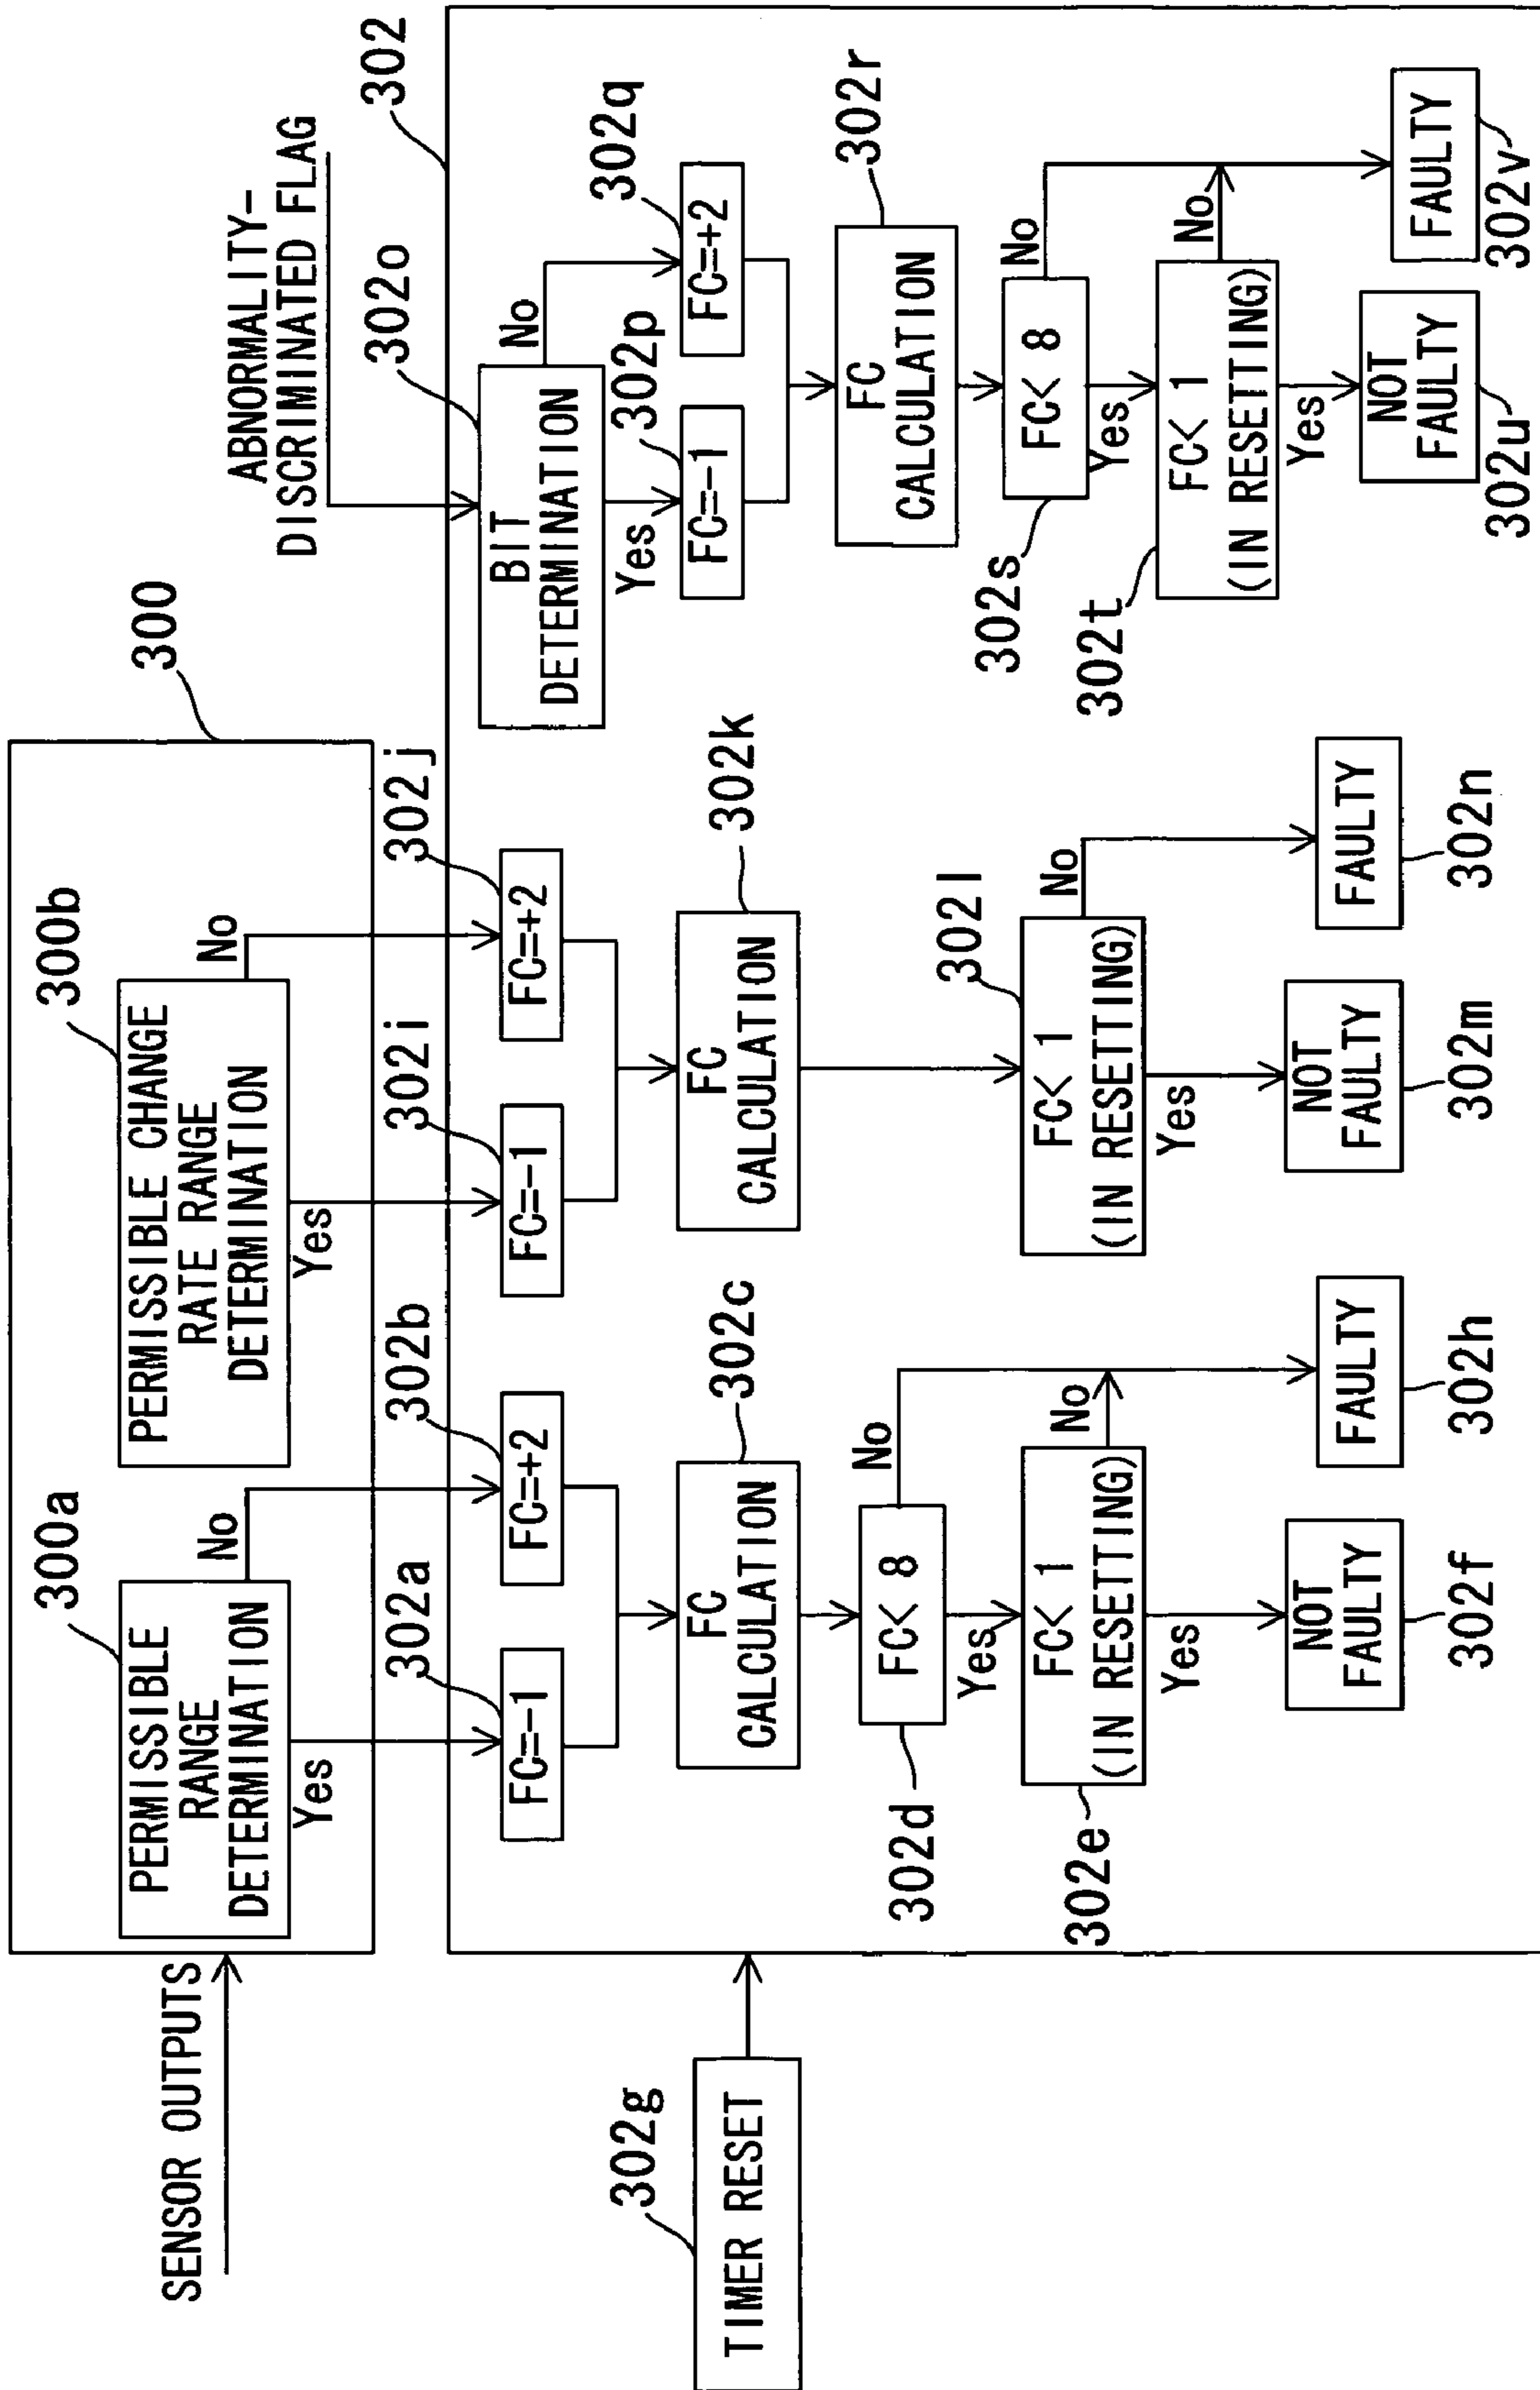 SENSOR OUTPUTS
300
300a
PERMISSIBLE
RANGE
DETERMINATION
Yes
No
300b
PERMISSIBLE CHANGE
RATE RANGE
DETERMINATION
Yes
No
ABNORMALITY-
DISCRIMINATED FLAG
302
302g
TIMER RESET
302a
FC=-1
302b
FC=+2
302c
FC
CALCULATION
302d
FC< 8
No
Yes
302e
FC< 1
(IN RESETTING)
No
Yes
NOT
FAULTY
302f
FAULTY
302h
302i
FC=-1
302j
FC=+2
302k
FC
CALCULATION
302l
FC< 1
(IN RESETTING)
No
Yes
NOT
FAULTY
302m
FAULTY
302n
302o
BIT
DETERMINATION
Yes
No
302p
FC=-1
302q
FC=+2
302r
FC
CALCULATION
302s
FC< 8
No
Yes
302t
FC< 1
(IN RESETTING)
No
Yes
NOT
FAULTY
302u
FAULTY
302v